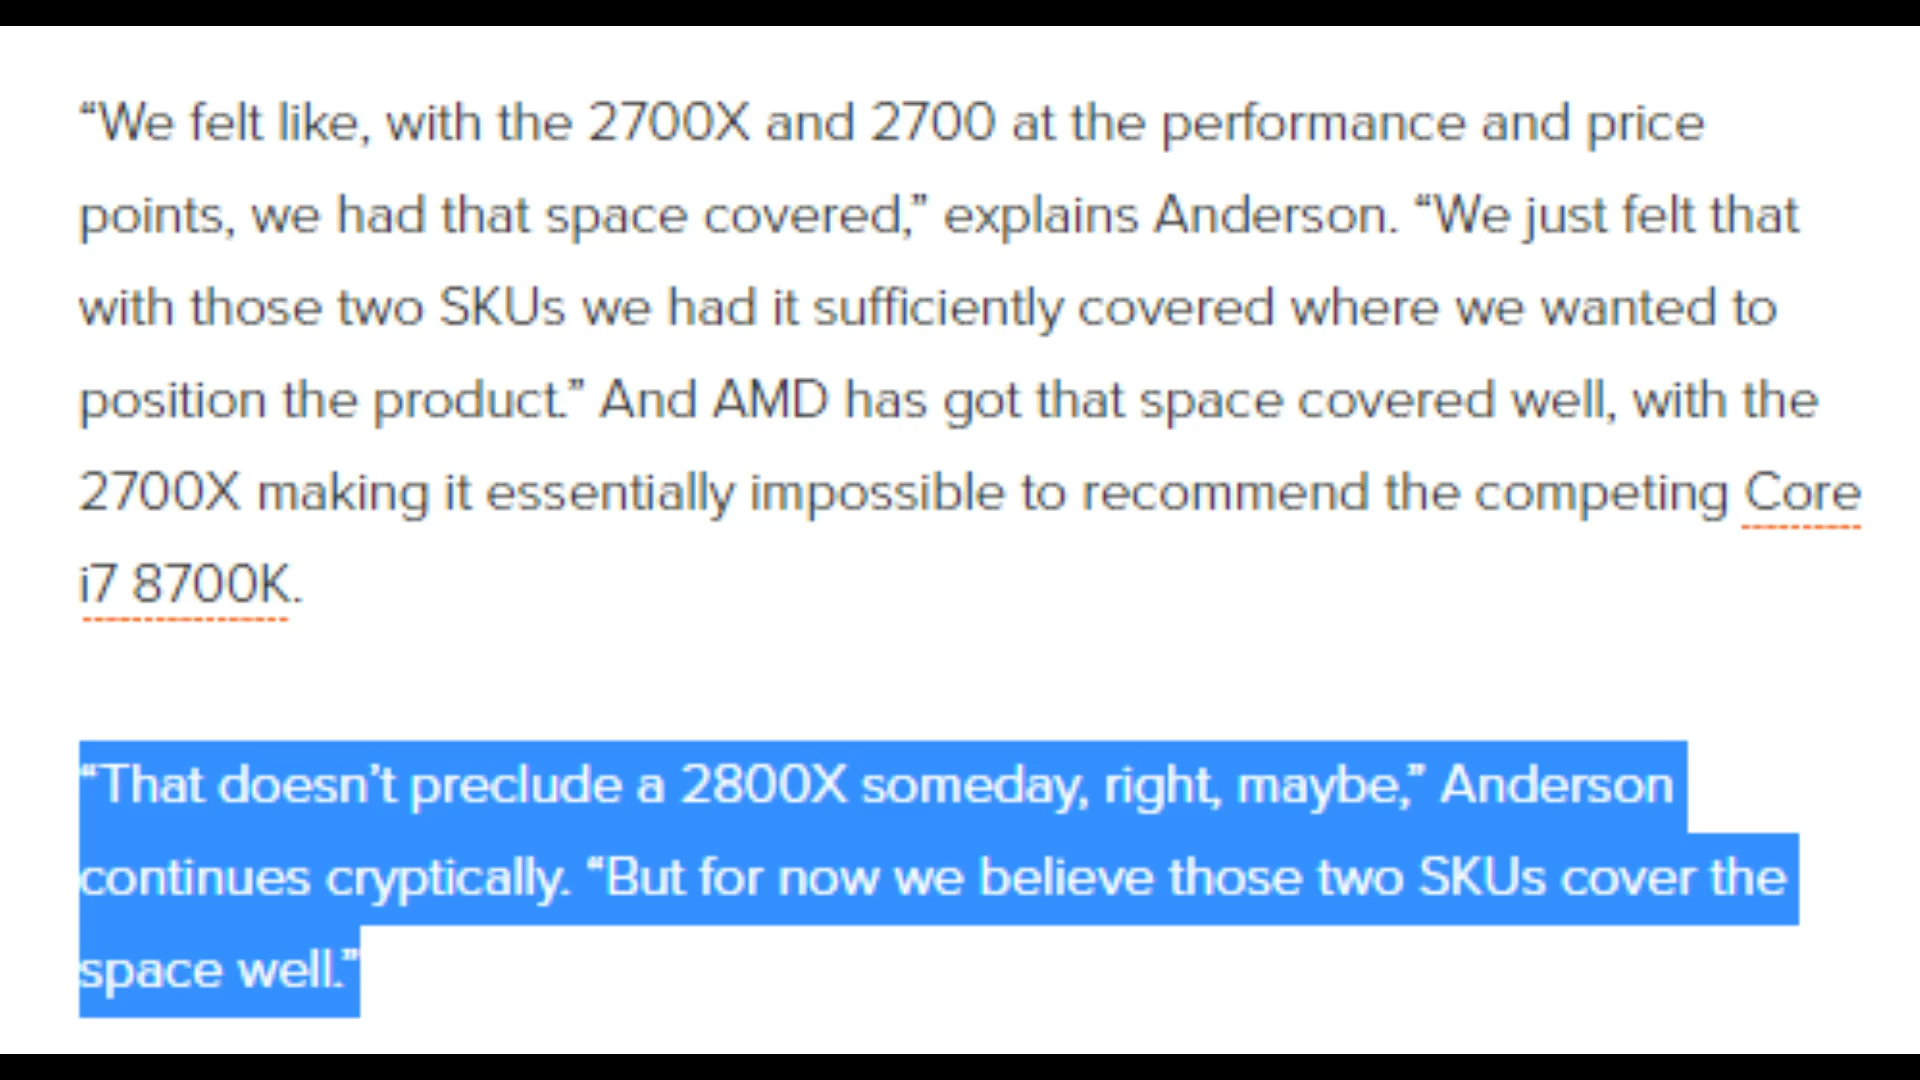 “We felt like, with the 2700X and 2700 at the performance and price
points, we had that space covered,” explains Anderson. “We just felt that
with those two SKUs we had it sufficiently covered where we wanted to
position the product.” And AMD has got that space covered well, with the
2700X making it essentially impossible to recommend the competing Core
i7 8700K.
“That doesn’t preclude a 2800X someday, right, maybe,” Anderson
continues cryptically. “But for now we believe those two SKUs cover the
space well.”